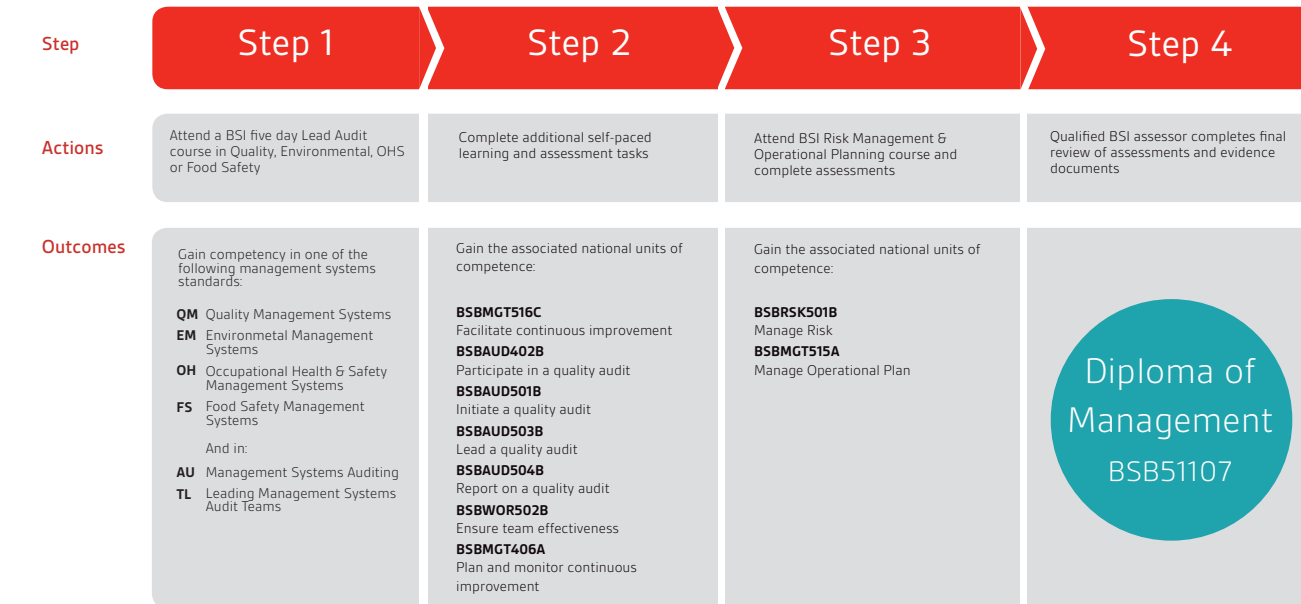 Step
Step 1
Step 2
Step 3
Step 4
Actions
Attend a BSI five day Lead Audit
course in Quality, Environmental, OHS
or Food Safety
Complete additional self-paced
learning and assessment tasks
Attend BSI Risk Management &
Operational Planning course and
complete assessments
Qualified BSI assessor completes final
review of assessments and evidence
documents
Outcomes
Gain competency in one of the
following management systems
standards:
QM Quality Management Systems
EM Environmetal Management
Systems
OH Occupational Health & Safety
Management Systems
FS Food Safety Management
Systems
And in:
AU Management Systems Auditing
TL Leading Management Systems
Audit Teams
Gain the associated national units of
competence:
BSBMGT516C
Facilitate continuous improvement
BSBAUD402B
Participate in a quality audit
BSBAUD501B
Initiate a quality audit
BSBAUD503B
Lead a quality audit
BSBAUD504B
Report on a quality audit
BSBWOR502B
Ensure team effectiveness
BSBMGT406A
Plan and monitor continuous
improvement
Gain the associated national units of
competence:
BSBRSK501B
Manage Risk
BSBMGT515A
Manage Operational Plan
Diploma of
Management
BSB51107